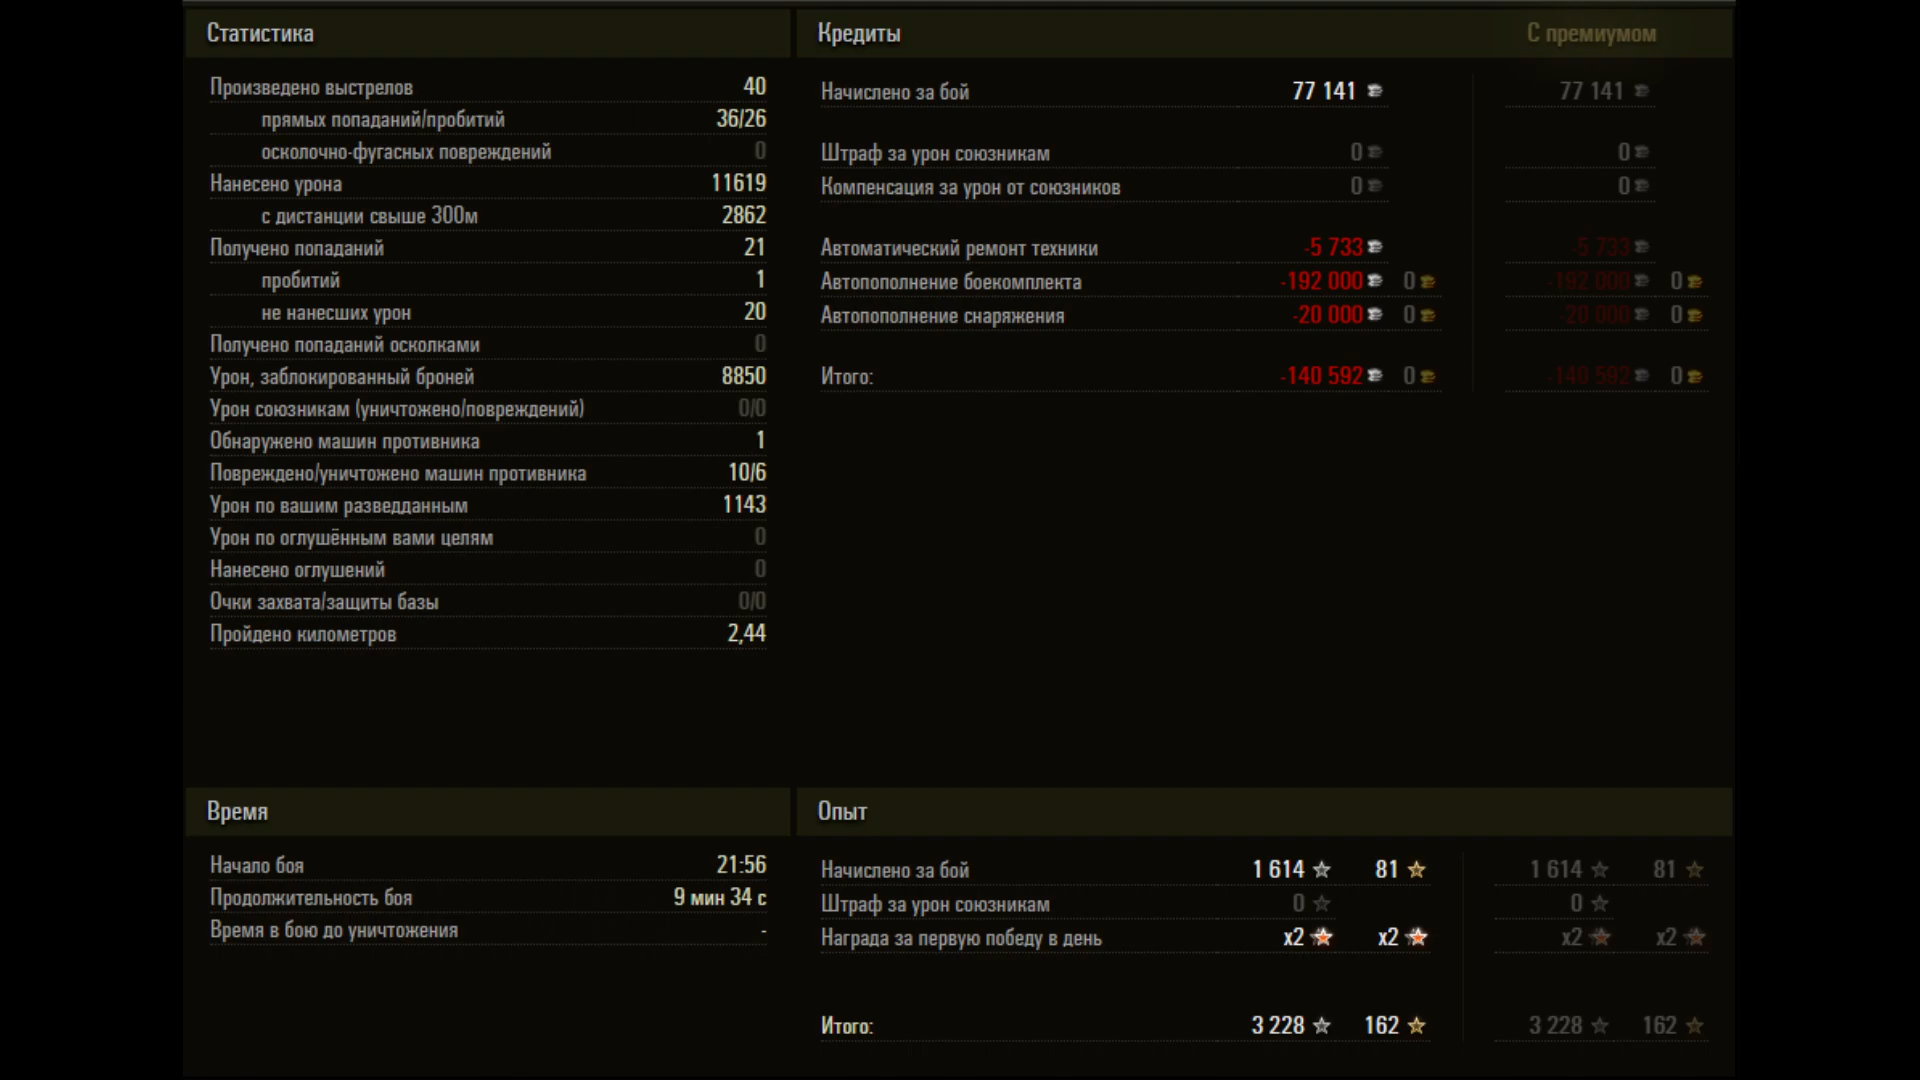 Статистика
Произведено выстрелов 40
прямых попаданий/пробитий 36/26
осколочно-фугасных повреждений 0
Нанесено урона 11619
с дистанции свыше 300м 2862
Получено попаданий 21
пробитий 1
не нанесших урон 20
Получено попаданий осколками 0
Урон, заблокированный броней 8850
Урон союзникам (уничтожено/повреждений) 0/0
Обнаружено машин противника 1
Повреждено/уничтожено машин противника 10/6
Урон по вашим разведданным 1143
Урон по оглушённым вами целям 0
Нанесено оглушений 0
Очки захвата/защиты базы 0/0
Пройдено километров 2,44
Кредиты С премиумом
Начислено за бой 77 141 77 141
Штраф за урон союзникам 0 0
Компенсация за урон от союзников 0 0
Автоматический ремонт техники -5 733 -5 733
Автопополнение боекомплекта -192 000 0 -192 000 0
Автопополнение снаряжения -20 000 0 -20 000 0
Итого: -140 592 0 -140 592 0
Время
Начало боя 21:56
Продолжительность боя 9 мин 34 с
Время в бою до уничтожения -
Опыт
Начислено за бой 1 614 81 1 614 81
Штраф за урон союзникам 0 0
Награда за первую победу в день x2 x2 x2 x2
Итого: 3 228 162 3 228 162